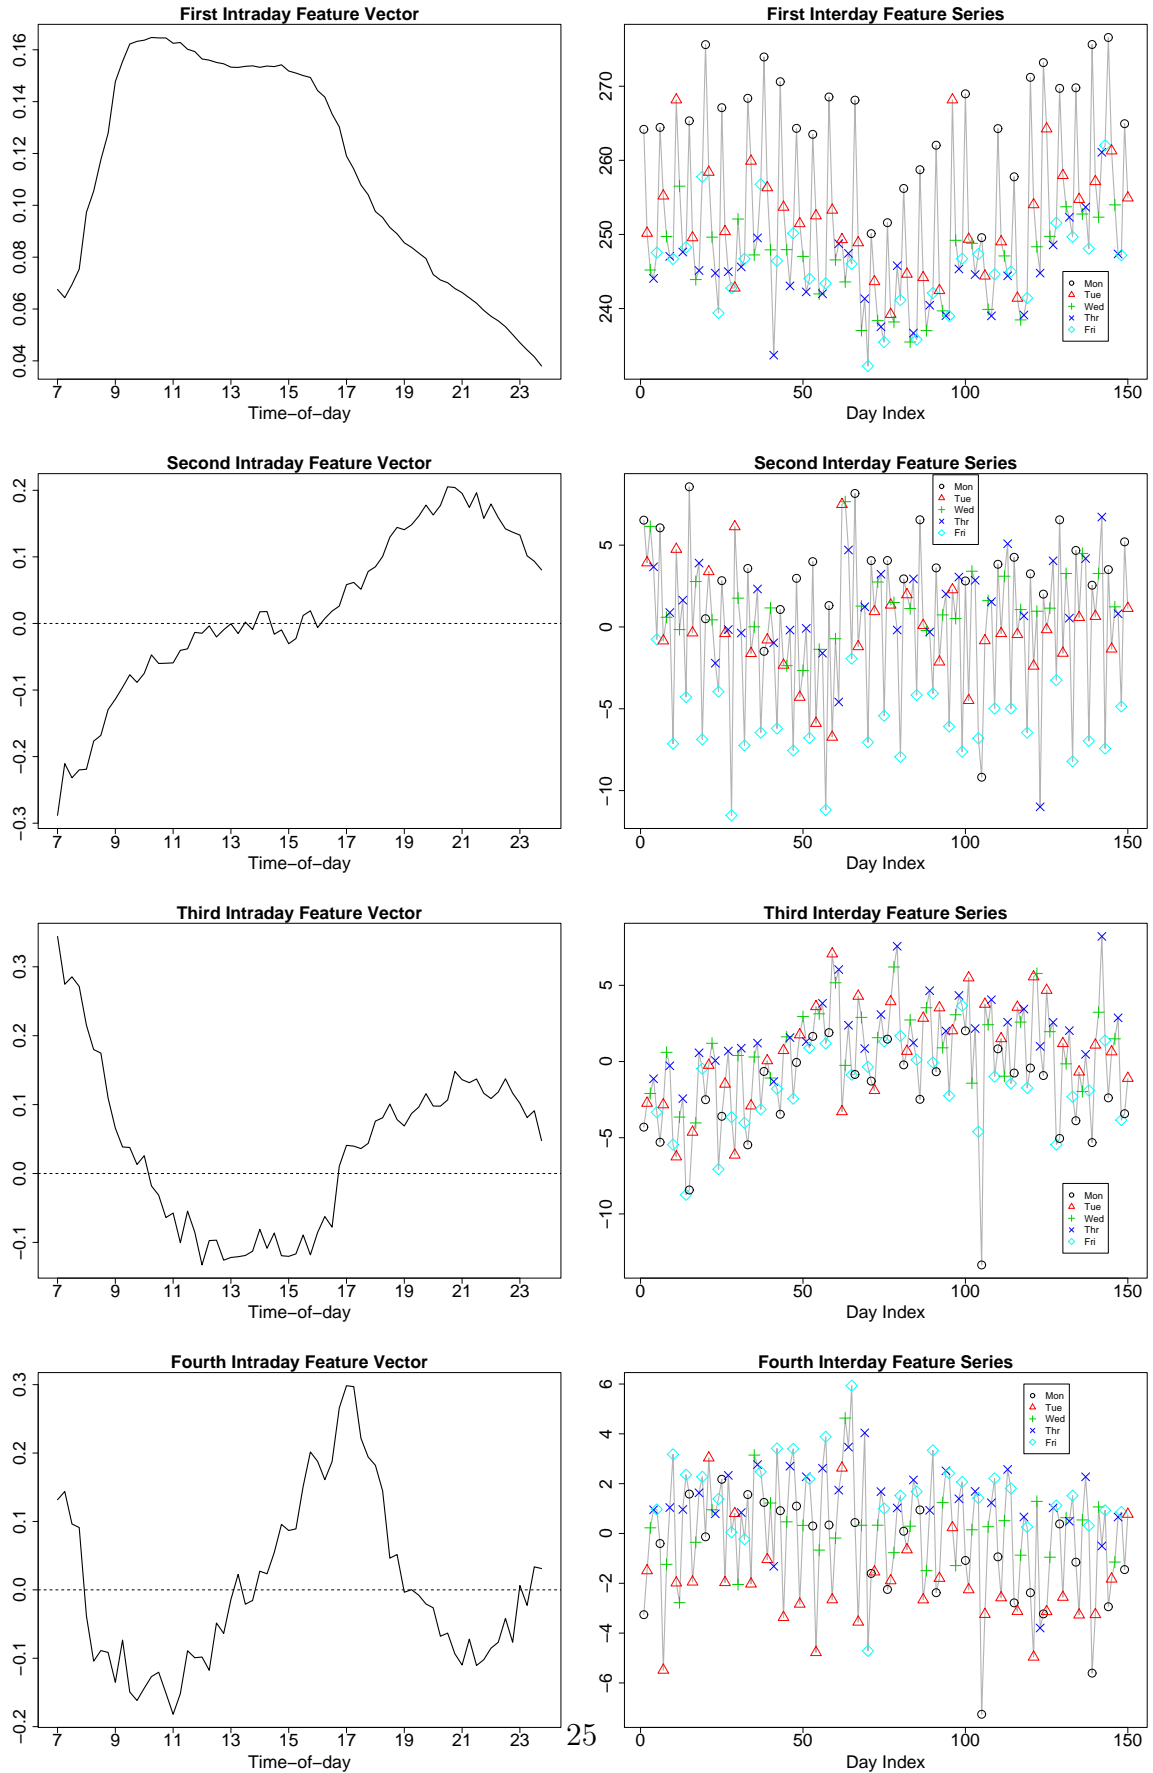 First Intraday Feature Vector
0.04 0.06 0.08 0.10 0.12 0.14 0.16
7 9 11 13 15 17 19 21 23
Time−of−day
First Interday Feature Series
240 250 260 270
Mon
Tue
Wed
Thr
Fri
0 50 100 150
Day Index
Second Intraday Feature Vector
−0.3 −0.2 −0.1 0.0 0.1 0.2
7 9 11 13 15 17 19 21 23
Time−of−day
Second Interday Feature Series
−10 −5 0 5
Mon
Tue
Wed
Thr
Fri
0 50 100 150
Day Index
Third Intraday Feature Vector
−0.1 0.0 0.1 0.2 0.3
7 9 11 13 15 17 19 21 23
Time−of−day
Third Interday Feature Series
−10 −5 0 5
Mon
Tue
Wed
Thr
Fri
0 50 100 150
Day Index
Fourth Intraday Feature Vector
−0.2 −0.1 0.0 0.1 0.2 0.3
7 9 11 13 15 17 19 21 23
Time−of−day
Fourth Interday Feature Series
−6 −4 −2 0 2 4 6
Mon
Tue
Wed
Thr
Fri
0 50 100 150
Day Index
25